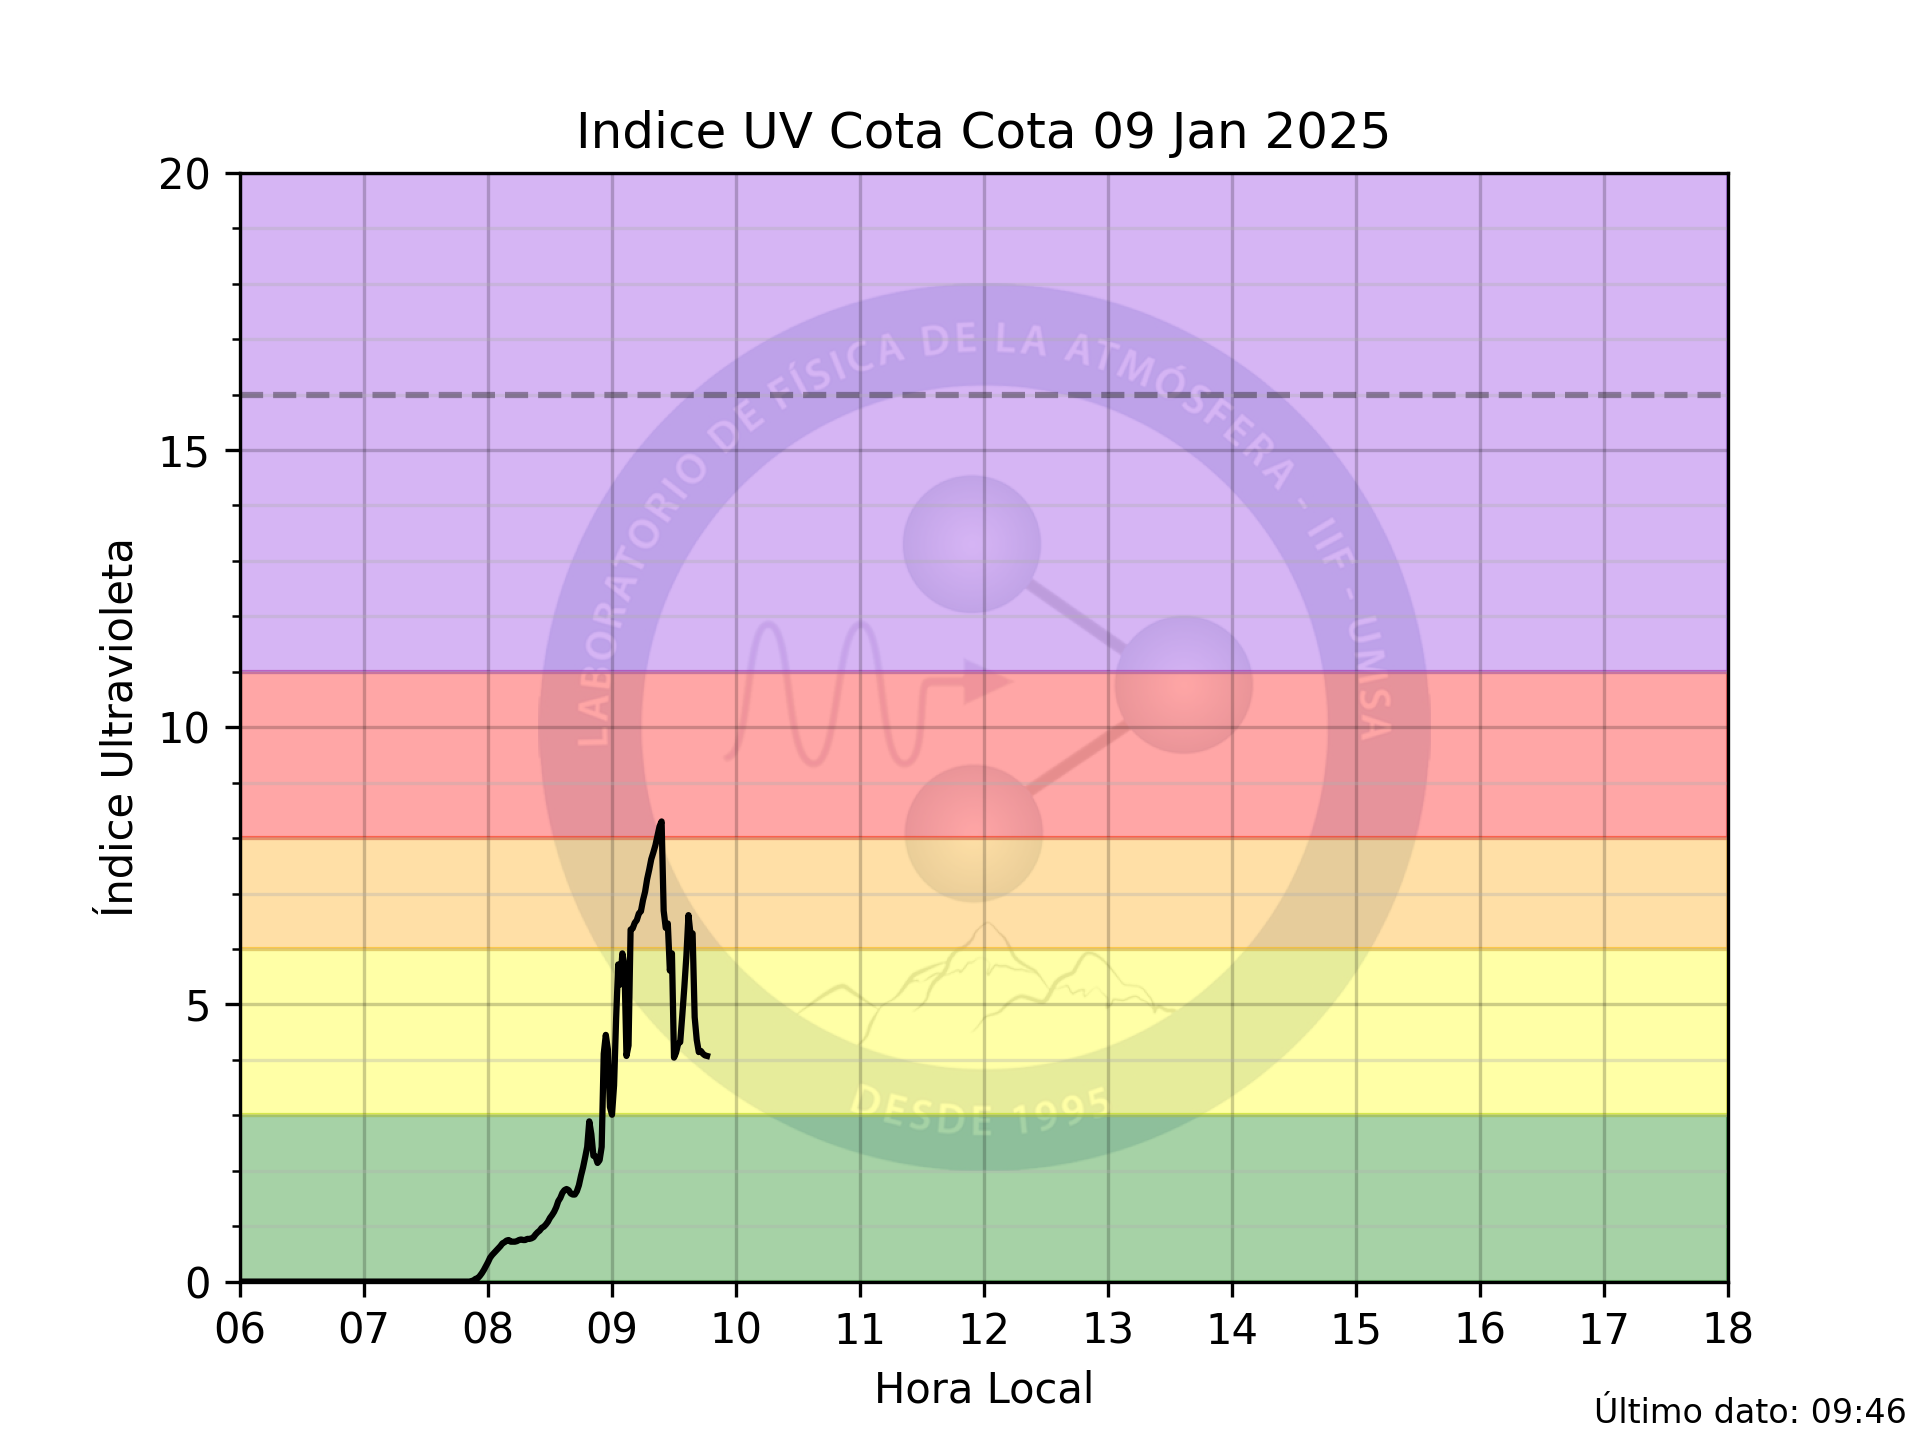 Indice UV Cota Cota 09 Jan 2025
20
15
10
5
0
Índice Ultravioleta
LABORATORIO DE FÍSICA DE LA ATMÓSFERA - IIF - UMSA
DESDE 1995
06 07 08 09 10 11 12 13 14 15 16 17 18
Hora Local
Último dato: 09:46